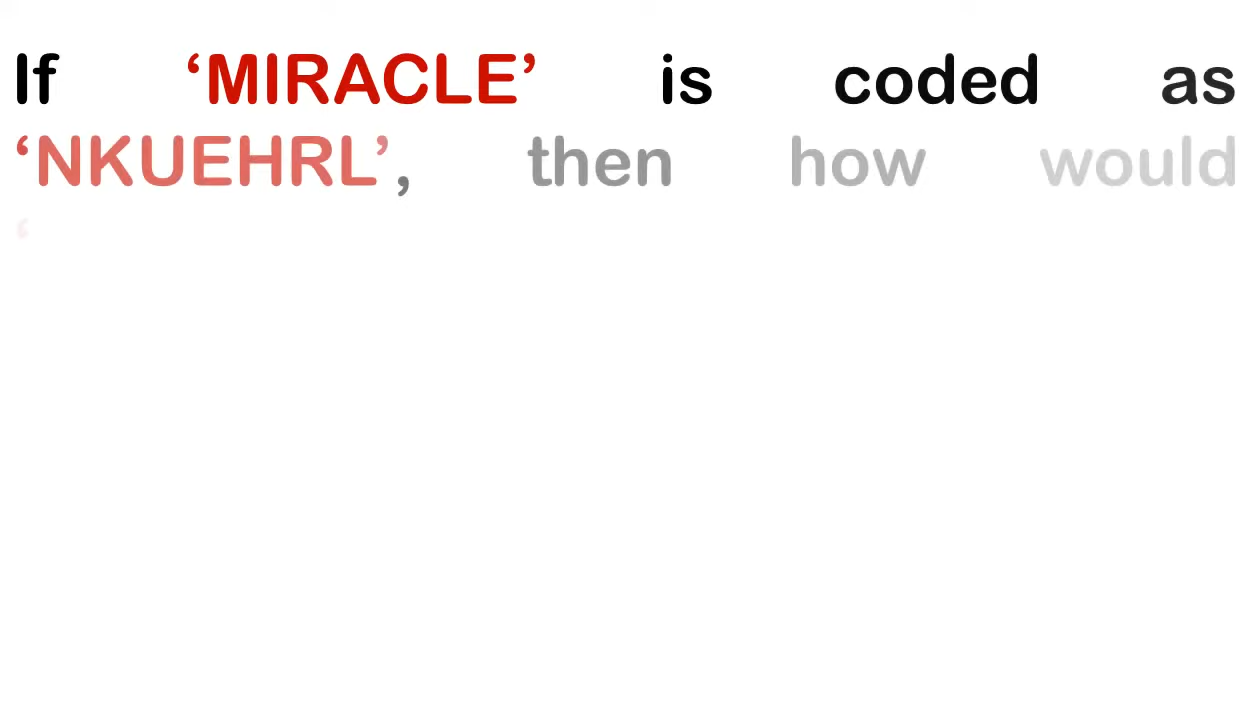 If ‘MIRACLE’ is coded as
‘NKUEHRL’, then how would
‘